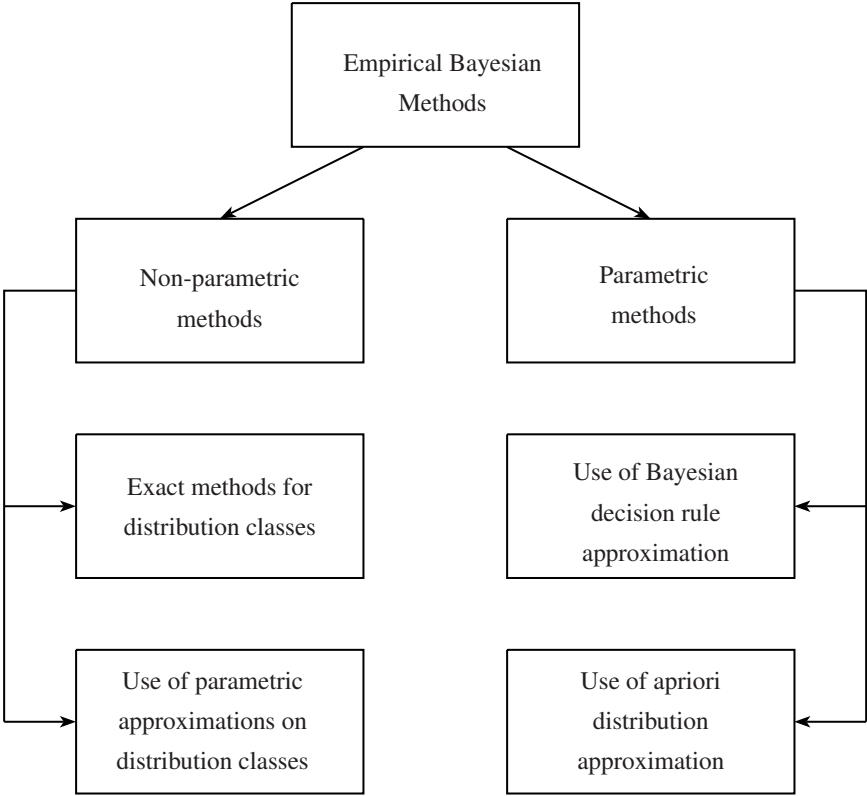 Empirical Bayesian
Methods
Non-parametric
methods
Parametric
methods
Exact methods for
distribution classes
Use of Bayesian
decision rule
approximation
Use of parametric
approximations on
distribution classes
Use of apriori
distribution
approximation